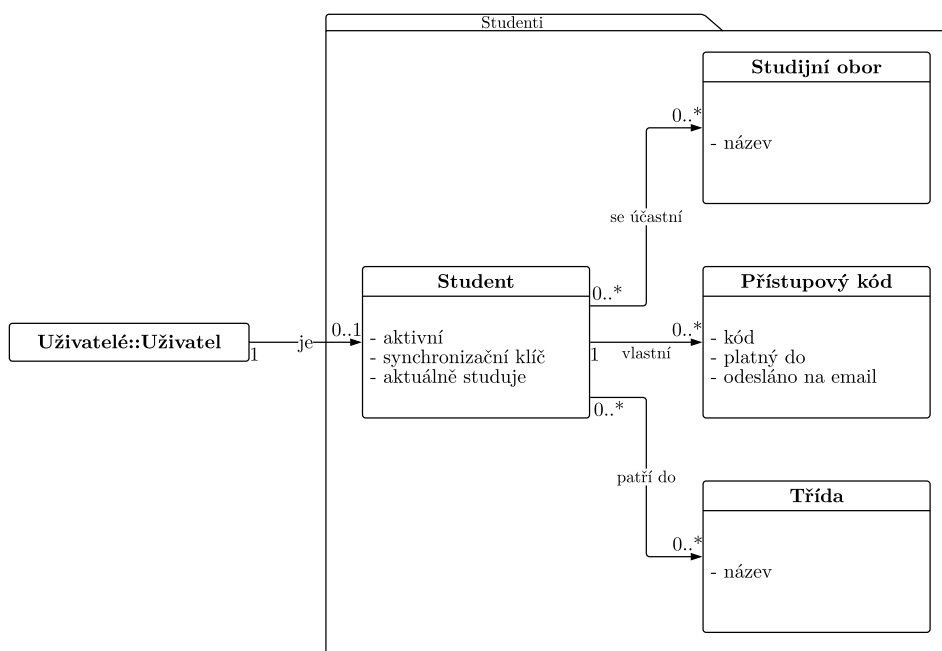 Studenti
Studijní obor
0..*
- název
se účastní
Student
Přístupový kód
0..*
Uživatelé::Uživatel
1
je
0..1
- aktivní
- synchronizační klíč
- aktuálně studuje
1
vlastní
0..*
- kód
- platný do
- odesláno na email
0..*
patří do
Třída
0..*
- název